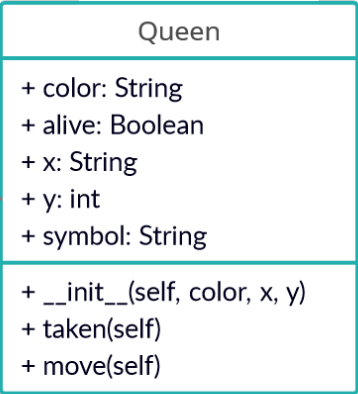 Queen
+ color: String
+ alive: Boolean
+ x: String
+ y: int
+ symbol: String
+ __init__(self, color, x, y)
+ taken(self)
+ move(self)